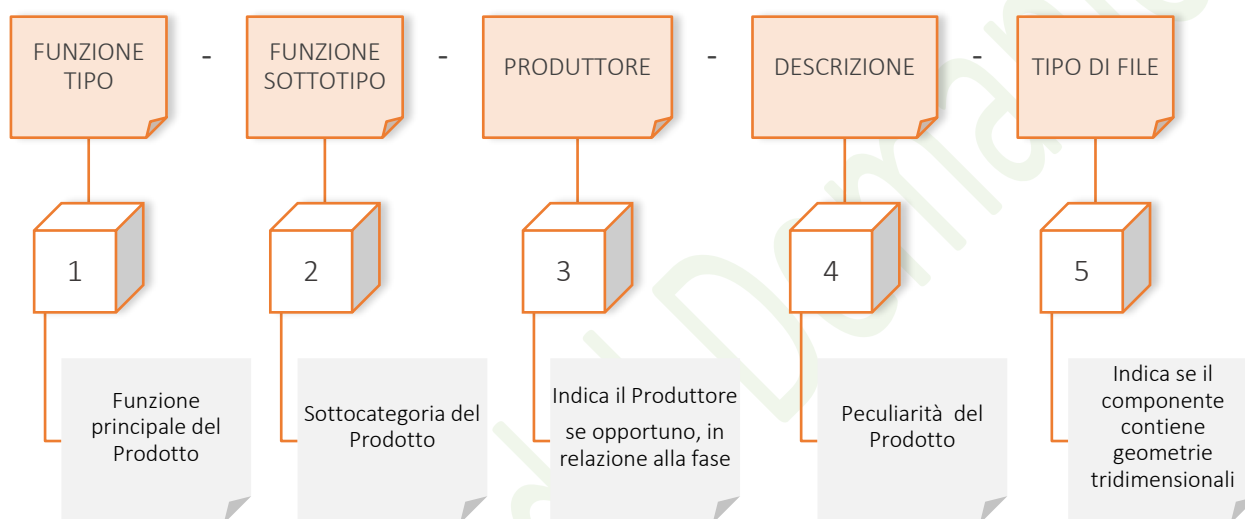 FUNZIONE
TIPO
-
FUNZIONE
SOTTOTIPO
-
PRODUTTORE
-
DESCRIZIONE
-
TIPO DI FILE
1
2
3
4
5
Funzione
principale del
Prodotto
Sottocategoria del
Prodotto
Indica il Produttore
se opportuno, in
relazione alla fase
Peculiarità del
Prodotto
Indica se il
componente
contiene
geometrie
tridimensionali